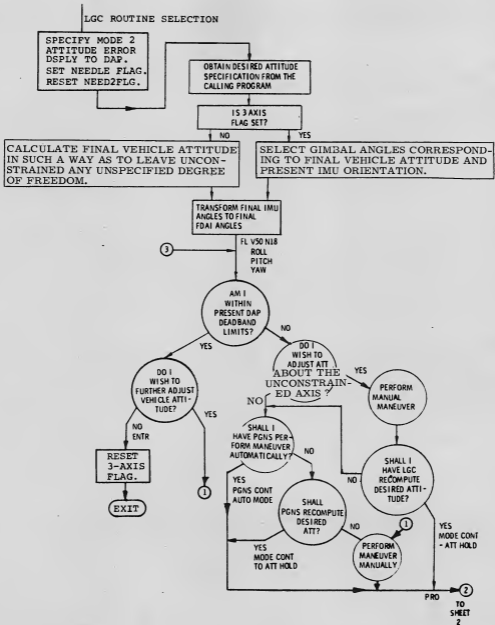 LGC ROUTINE SELECTION
SPECIFY MODE 2
ATTITUDE ERROR
DSPLY TO DAP.
SET NEEDLE FLAG.
RESET NEED2FLG.
OBTAIN DESIRED ATTITUDE
SPECIFICATION FROM THE
CALLING PROGRAM
IS 3 AXIS
FLAG SET?
NO
YES
CALCULATE FINAL VEHICLE ATTITUDE
IN SUCH A WAY AS TO LEAVE UNCON-
STRAINED ANY UNSPECIFIED DEGREE
OF FREEDOM.
SELECT GIMBAL ANGLES CORRESPOND-
ING TO FINAL VEHICLE ATTITUDE AND
PRESENT IMU ORIENTATION.
TRANSFORM FINAL IMU
ANGLES TO FINAL
FDAI ANGLES
3
FL V50 N18
ROLL
PITCH
YAW
AM I
WITHIN
PRESENT DAP
DEADBAND
LIMITS?
YES
NO
DO I
WISH TO
FURTHER ADJUST
VEHICLE ATTI-
TUDE?
NO
ENTR
YES
RESET
3-AXIS
FLAG.
EXIT
1
DO I
WISH TO
ADJUST ATT
ABOUT THE
UNCONSTRAIN-
ED AXIS?
YES
NO
PERFORM
MANUAL
MANEUVER
SHALL I
HAVE PGNS PER-
FORM MANEUVER
AUTOMATICALLY?
YES
PGNS CONT
AUTO MODE
NO
SHALL I
HAVE LGC
RECOMPUTE
DESIRED ATTI-
TUDE?
NO
YES
MODE CONT
- ATT HOLD
SHALL
PGNS RECOMPUTE
DESIRED
ATT?
YES
MODE CONT
TO ATT HOLD
NO
1
PERFORM
MANEUVER
MANUALLY
PRO
2
TO
SHEET
2